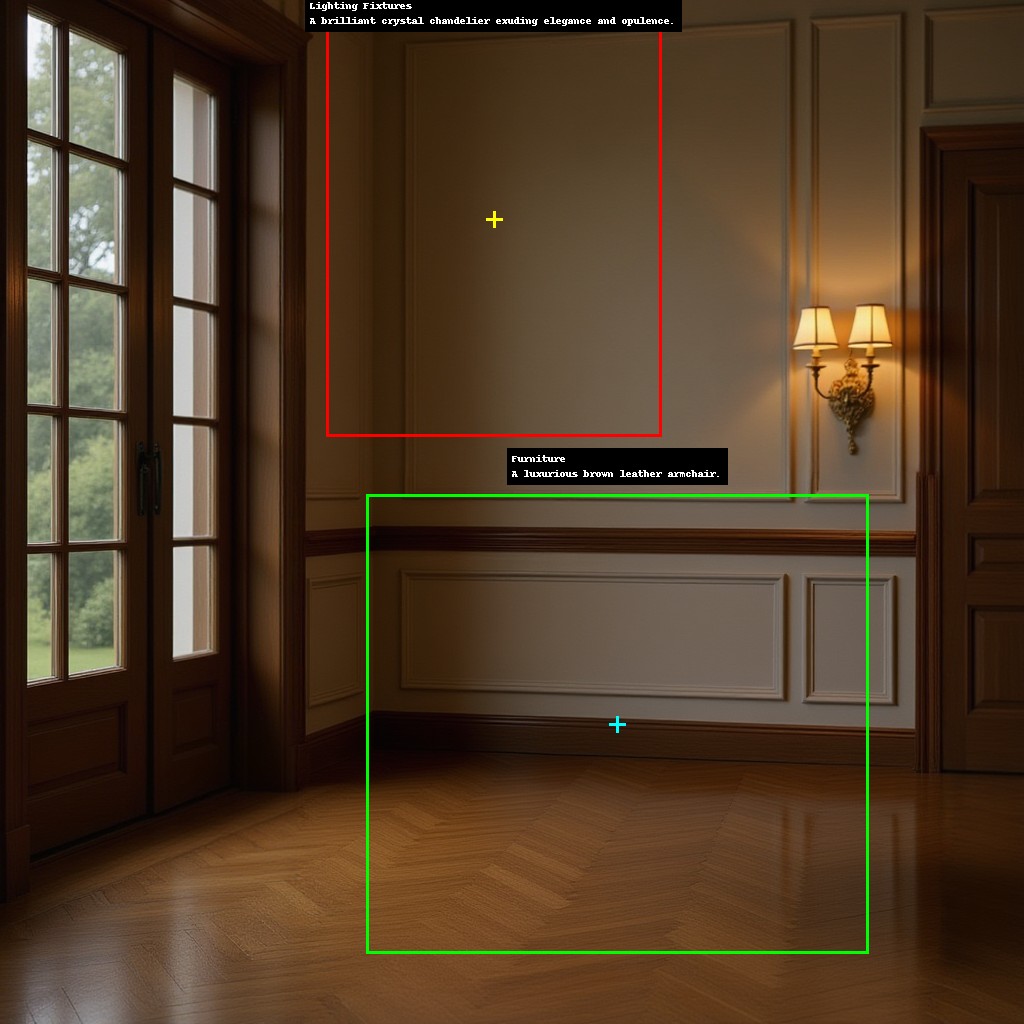 Lighting Fixtures
A brilliant crystal chandelier exuding elegance and opulence.
Furniture
A luxurious brown leather armchair.